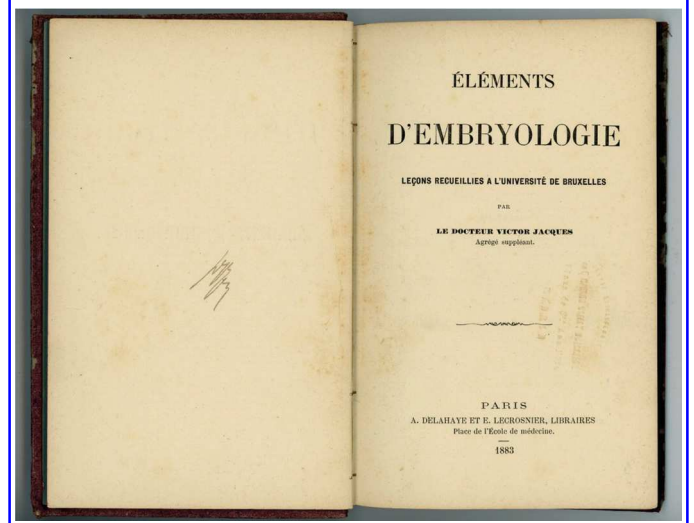 ÉLÉMENTS
D'EMBRYOLOGIE
LEÇONS RECUEILLIES A L'UNIVERSITÉ DE BRUXELLES
PAR
LE DOCTEUR VICTOR JACQUES
Agrégé suppléant.
PARIS
A. DELAHAYE ET E. LECROSNIER, LIBRAIRES
Place de l'École de médecine.
1883